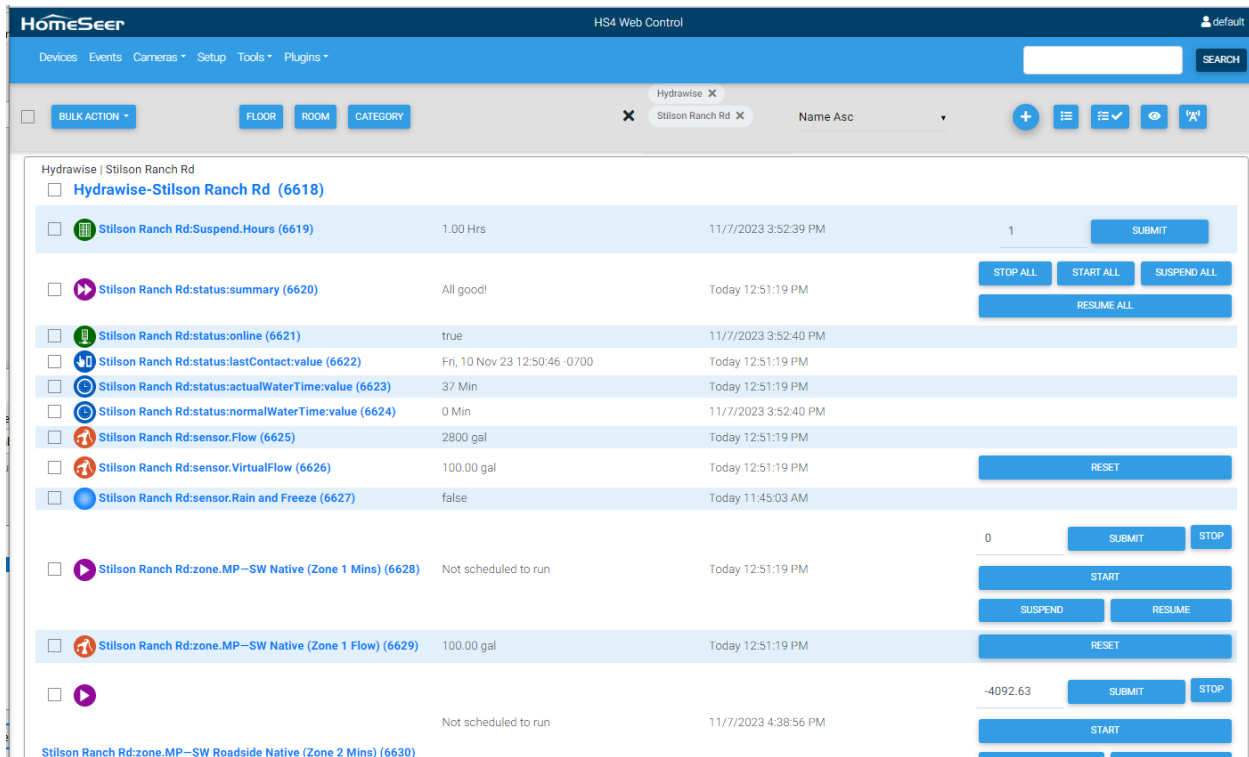 HomeSeer HS4 Web Control default
Devices Events Cameras Setup Tools Plugins SEARCH
Hydrawise
BULK ACTION FLOOR ROOM CATEGORY Stilson Ranch Rd Name Asc
Hydrawise | Stilson Ranch Rd
Hydrawise-Stilson Ranch Rd (6618)
Stilson Ranch Rd:Suspend.Hours (6619) 1.00 Hrs 11/7/2023 3:52:39 PM 1 SUBMIT
STOP ALL START ALL SUSPEND ALL
Stilson Ranch Rd:status:summary (6620) All good! Today 12:51:19 PM
RESUME ALL
Stilson Ranch Rd:status:online (6621) true 11/7/2023 3:52:40 PM
Stilson Ranch Rd:status:lastContact:value (6622) Fri, 10 Nov 23 12:50:46 -0700 Today 12:51:19 PM
Stilson Ranch Rd:status:actualWaterTime:value (6623) 37 Min Today 12:51:19 PM
Stilson Ranch Rd:status:normalWaterTime:value (6624) 0 Min 11/7/2023 3:52:40 PM
Stilson Ranch Rd:sensor.Flow (6625) 2800 gal Today 12:51:19 PM
Stilson Ranch Rd:sensor.VirtualFlow (6626) 100.00 gal Today 12:51:19 PM RESET
Stilson Ranch Rd:sensor.Rain and Freeze (6627) false Today 11:45:03 AM
0 SUBMIT STOP
Stilson Ranch Rd:zone.MP—SW Native (Zone 1 Mins) (6628) Not scheduled to run Today 12:51:19 PM START
SUSPEND RESUME
Stilson Ranch Rd:zone.MP—SW Native (Zone 1 Flow) (6629) 100.00 gal Today 12:51:19 PM RESET
-4092.63 SUBMIT STOP
Not scheduled to run 11/7/2023 4:38:56 PM START
Stilson Ranch Rd:zone.MP—SW Roadside Native (Zone 2 Mins) (6630)